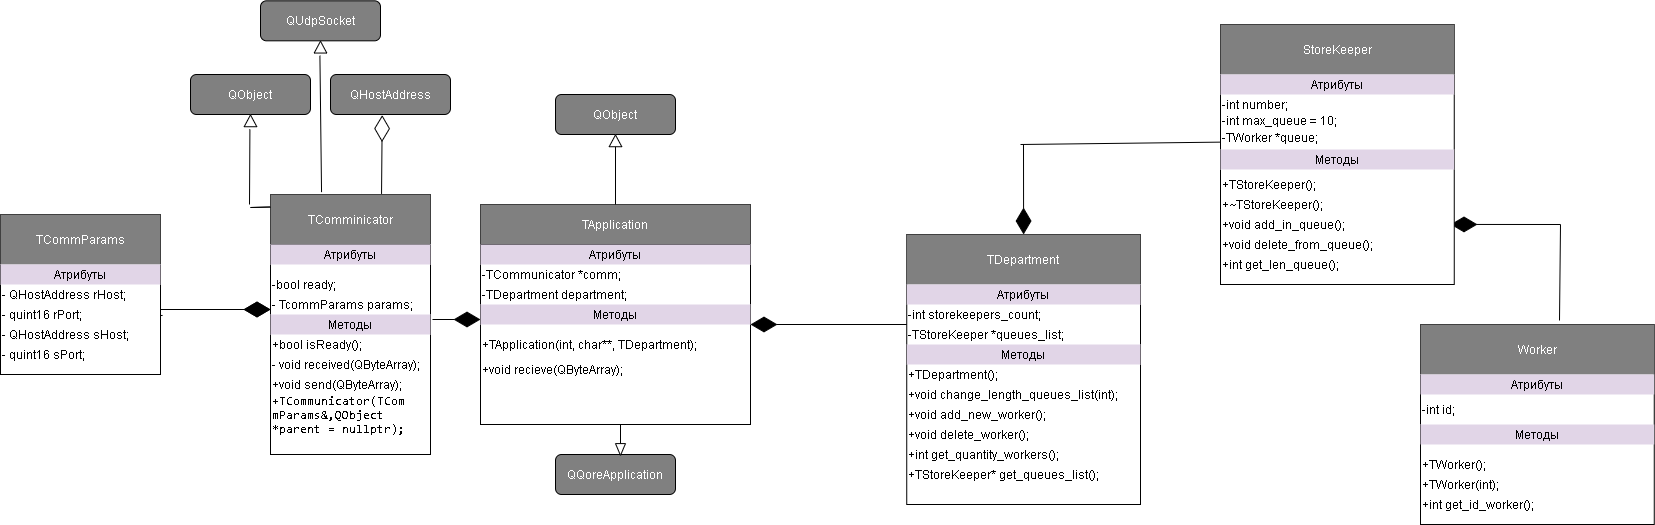 QUdpSocket
QObject
QHostAddress
QObject
TCommParams
Атрибуты
- QHostAddress rHost;
- quint16 rPort;
- QHostAddress sHost;
- quint16 sPort;
TComminicator
Атрибуты
-bool ready;
- TcommParams params;
Методы
+bool isReady();
- void received(QByteArray);
+void send(QByteArray);
+TCommunicator(TCom
mParams&,QObject
*parent = nullptr);
TApplication
Атрибуты
-TCommunicator *comm;
-TDepartment department;
Методы
+TApplication(int, char**, TDepartment);
+void recieve(QByteArray);
QQoreApplication
TDepartment
Атрибуты
-int storekeepers_count;
-TStoreKeeper *queues_list;
Методы
+TDepartment();
+void change_length_queues_list(int);
+void add_new_worker();
+void delete_worker();
+int get_quantity_workers();
+TStoreKeeper* get_queues_list();
StoreKeeper
Атрибуты
-int number;
-int max_queue = 10;
-TWorker *queue;
Методы
+TStoreKeeper();
+~TStoreKeeper();
+void add_in_queue();
+void delete_from_queue();
+int get_len_queue();
Worker
Атрибуты
-int id;
Методы
+TWorker();
+TWorker(int);
+int get_id_worker();